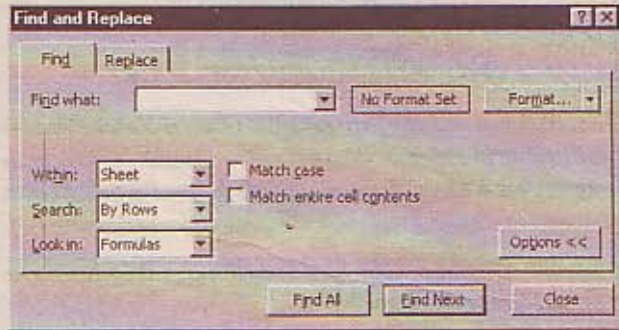 Find and Replace
Find Replace
Find what: No Format Set Format...
Within: Sheet Match case
Match entire cell contents
Search: By Rows
Look in: Formulas Options <<
Find All Find Next Close